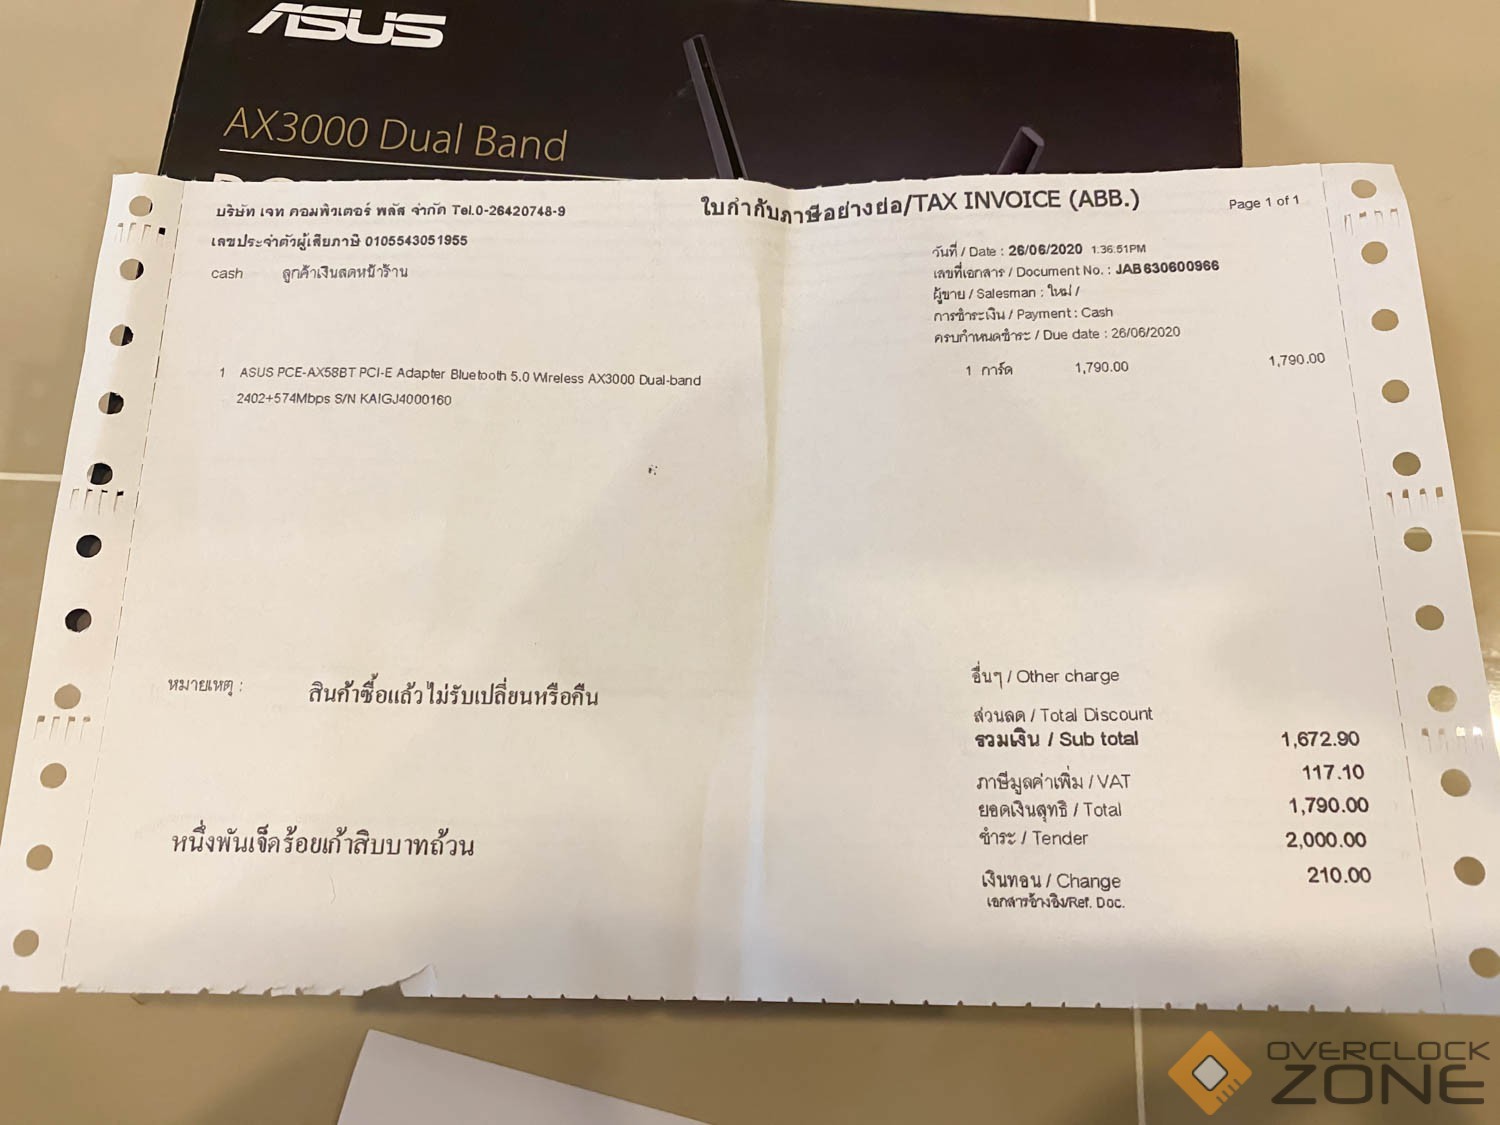 ASUS
AX3000 Dual Band
บริษัท เจท คอมพิวเตอร์ พลัส จำกัด Tel.0-26420748-9
ใบกำกับภาษีอย่างย่อ/TAX INVOICE (ABB.)
Page 1 of 1
เลขประจำตัวผู้เสียภาษี 0105543051955
cash ลูกค้าเงินสดหน้าร้าน
วันที่ / Date : 26/06/2020 1:36:51PM
เลขที่เอกสาร / Document No. : JAB630600966
ผู้ขาย / Salesman : ใหม่ /
การชำระเงิน / Payment : Cash
ครบกำหนดชำระ / Due date : 26/06/2020
1 ASUS PCE-AX58BT PCI-E Adapter Bluetooth 5.0 Wireless AX3000 Dual-band 1 การ์ด 1,790.00 1,790.00
2402+574Mbps S/N KAIGJ4000160
หมายเหตุ : สินค้าซื้อแล้วไม่รับเปลี่ยนหรือคืน
อื่นๆ / Other charge
ส่วนลด / Total Discount
รวมเงิน / Sub total 1,672.90
ภาษีมูลค่าเพิ่ม / VAT 117.10
ยอดเงินสุทธิ / Total 1,790.00
หนึ่งพันเจ็ดร้อยเก้าสิบบาทถ้วน
ชำระ / Tender 2,000.00
เงินทอน / Change 210.00
เอกสารอ้างอิง/Ref. Doc.
OVERCLOCK
ZONE